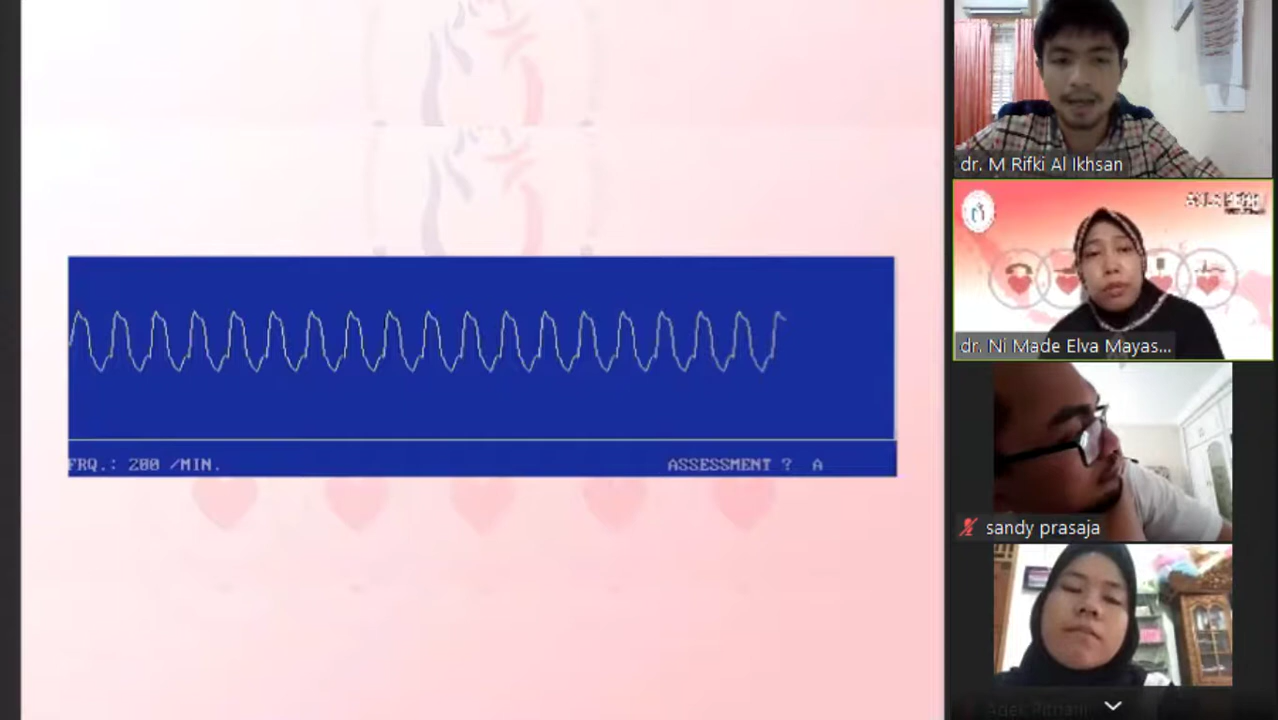 FRQ.: 200 /MIN.
ASSESSMENT ? A
dr. M Rifki Al Ikhsan
dr. Ni Made Elva Mayas...
sandy prasaja